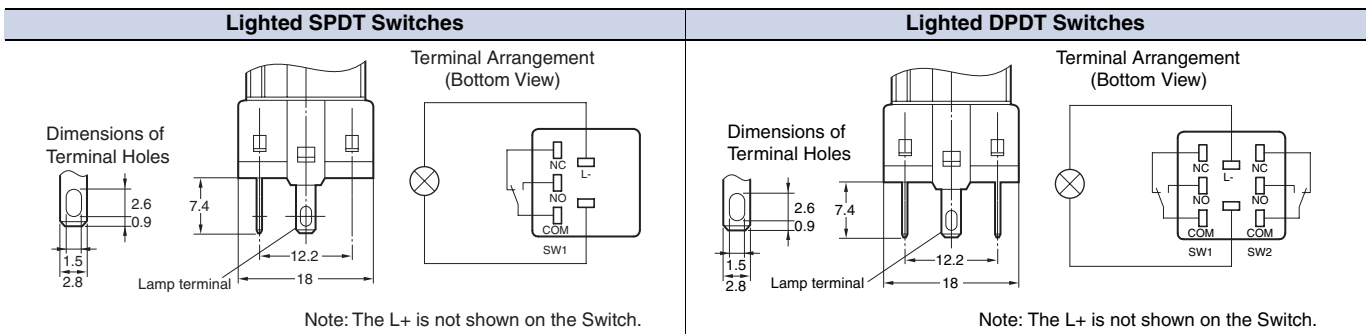 Lighted SPDT Switches
Terminal Arrangement
(Bottom View)
Dimensions of
Terminal Holes
2.6
0.9
1.5
2.8
7.4
12.2
18
Lamp terminal
NC
L-
NO
COM
SW1
Note: The L+ is not shown on the Switch.
Lighted DPDT Switches
Terminal Arrangement
(Bottom View)
Dimensions of
Terminal Holes
2.6
0.9
1.5
2.8
7.4
12.2
18
Lamp terminal
NC
L-
NC
NO
NO
COM
COM
SW1
SW2
Note: The L+ is not shown on the Switch.